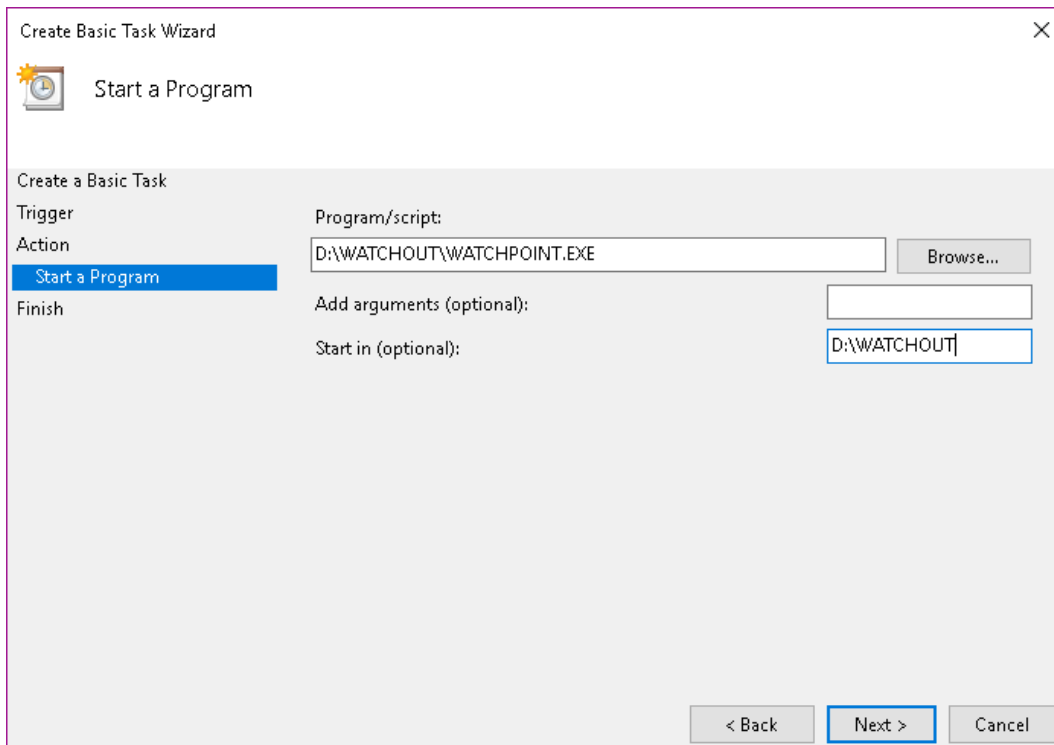 Create Basic Task Wizard
Start a Program
Create a Basic Task
Trigger
Action
Start a Program
Finish
Program/script:
D:\WATCHOUT\WATCHPOINT.EXE
Browse...
Add arguments (optional):
Start in (optional):
D:\WATCHOUT
< Back
Next >
Cancel